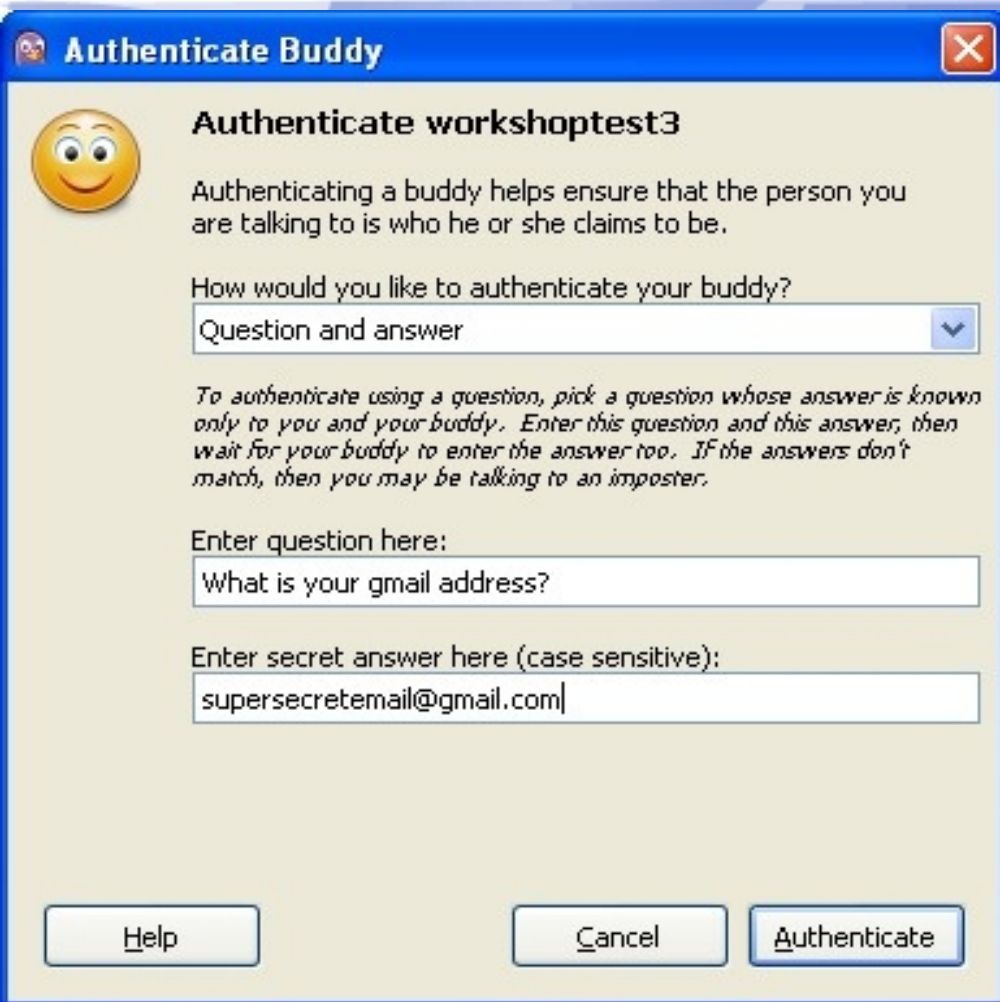 Authenticate Buddy
Authenticate workshoptest3
Authenticating a buddy helps ensure that the person you
are talking to is who he or she claims to be.
How would you like to authenticate your buddy?
Question and answer
To authenticate using a question, pick a question whose answer is known
only to you and your buddy.  Enter this question and this answer, then
wait for your buddy to enter the answer too.  If the answers don't
match, then you may be talking to an imposter.
Enter question here:
What is your gmail address?
Enter secret answer here (case sensitive):
supersecretemail@gmail.com
Help
Cancel
Authenticate